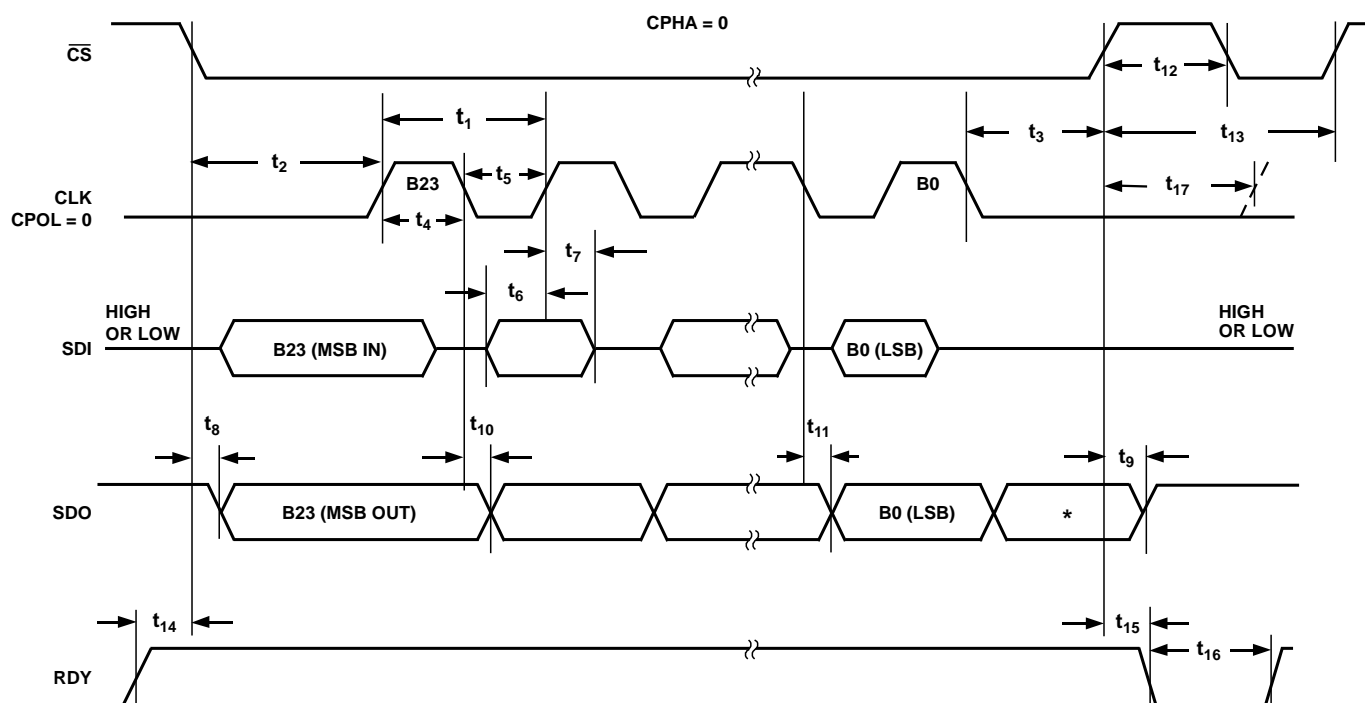 CPHA = 0
CS
t12
t1
t3
t13
t2
B23
t5
B0
t17
CLK
CPOL = 0
t4
t7
t6
HIGH
OR LOW
HIGH
OR LOW
SDI
B23 (MSB IN)
B0 (LSB)
t8
t10
t11
t9
SDO
B23 (MSB OUT)
B0 (LSB)
*
t14
t15
t16
RDY